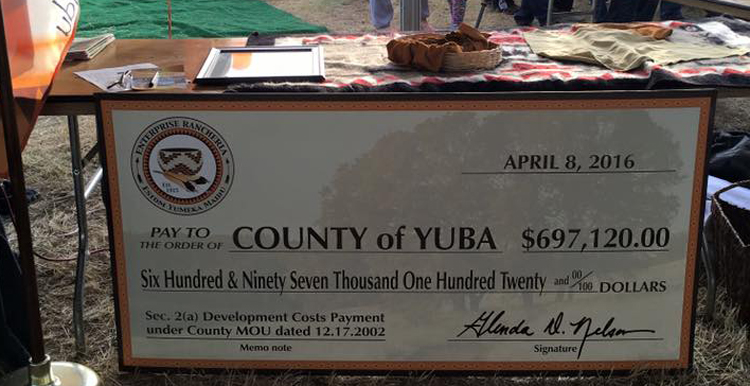 ENTERPRISE RANCHERIA
EST. 1915
ESTOM YUMEKA MAIDU
APRIL 8, 2016
PAY TO
THE ORDER OF COUNTY of YUBA $697,120.00
Six Hundred & Ninety Seven Thousand One Hundred Twenty and 00/100 DOLLARS
Sec. 2(a) Development Costs Payment
under County MOU dated 12.17.2002
Memo note
Glenda D. Nelson
Signature